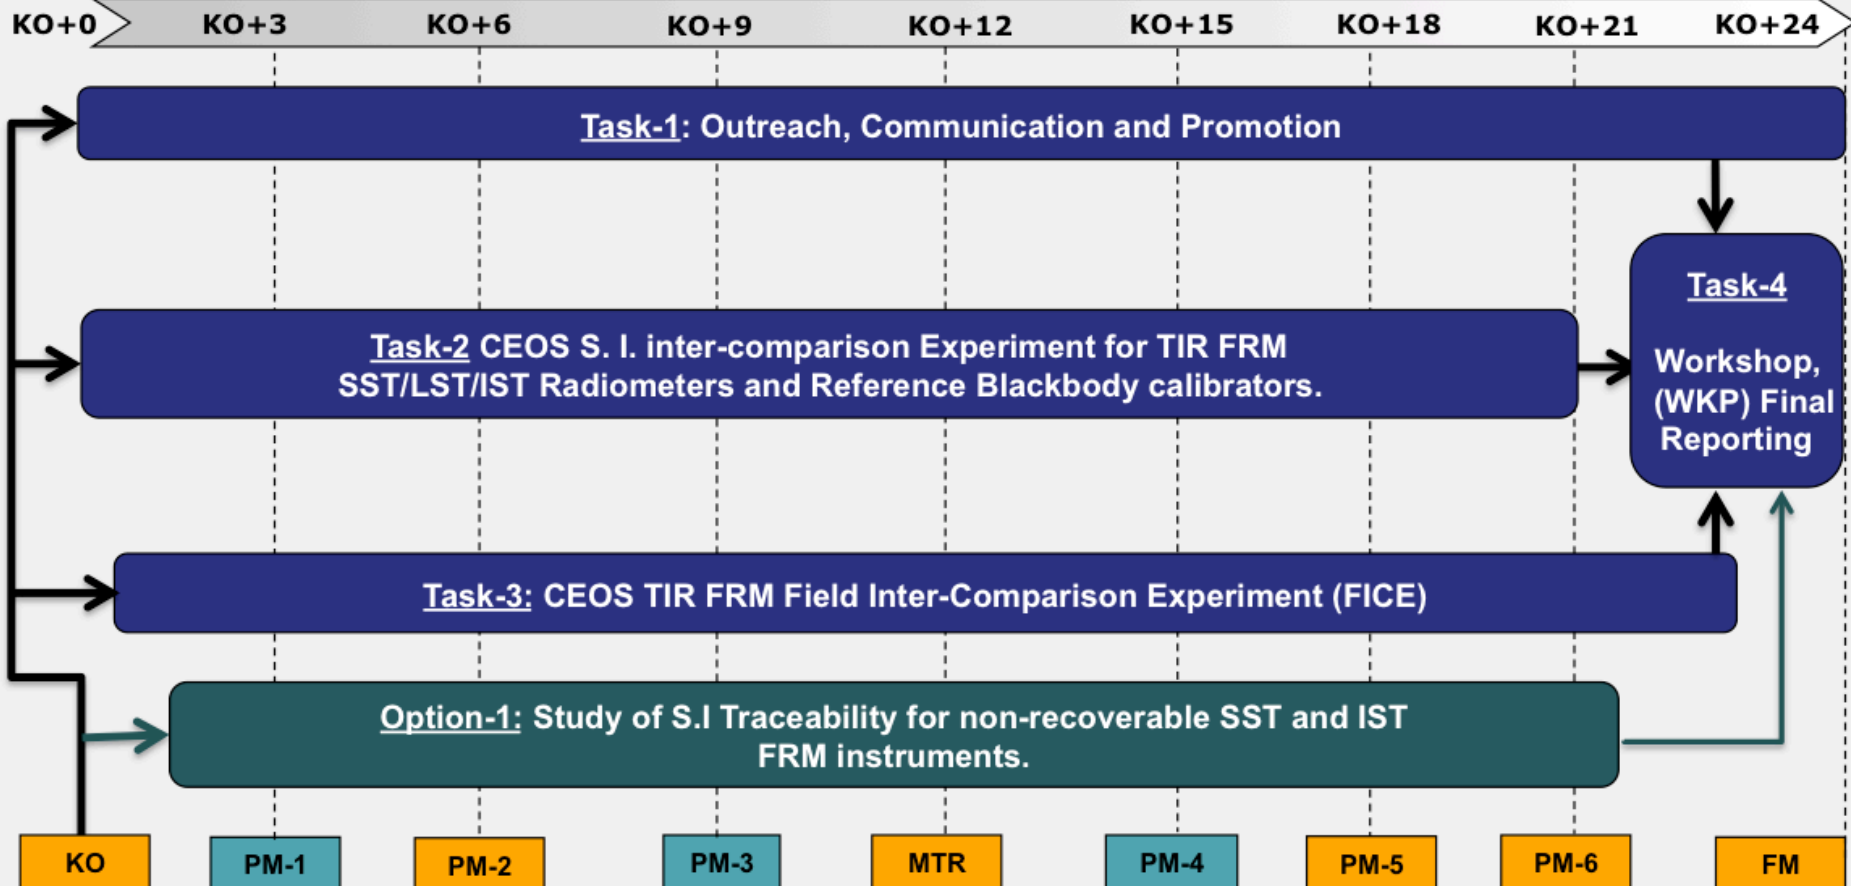 KO+0 KO+3 KO+6 KO+9 KO+12 KO+15 KO+18 KO+21 KO+24
Task-1: Outreach, Communication and Promotion
Task-2 CEOS S. I. inter-comparison Experiment for TIR FRM
SST/LST/IST Radiometers and Reference Blackbody calibrators.
Task-4
Workshop,
(WKP) Final
Reporting
Task-3: CEOS TIR FRM Field Inter-Comparison Experiment (FICE)
Option-1: Study of S.I Traceability for non-recoverable SST and IST
FRM instruments.
KO PM-1 PM-2 PM-3 MTR PM-4 PM-5 PM-6 FM